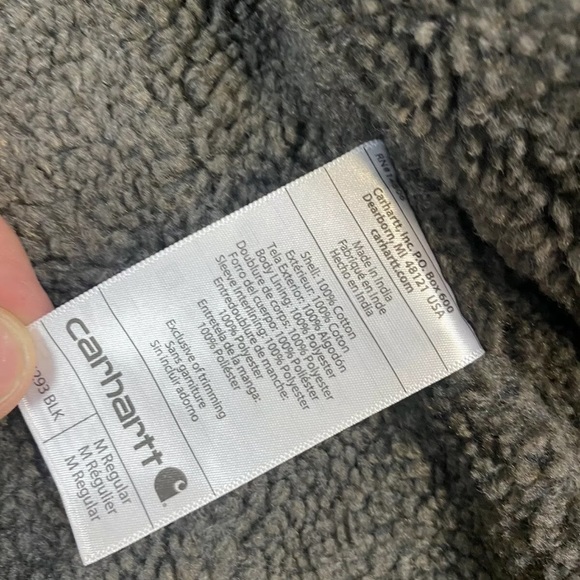 293 BLK
M Regular
M Régulier
M Regular
carhartt
Exclusive of trimming
Sans garniture
Sin incluir adorno
Shell: 100% Cotton
Extérieur: 100% Coton
Tela Exterior: 100% Algodón
Body Lining: 100% Polyester
Doublure de corps: 100% Polyester
Forro del cuerpo: 100% Poliéster
Sleeve Interlining: 100% Polyester
Entredoublure de manche:
100% Polyester
Entretela de la manga:
100% Poliéster
Made in India
Fabriqué en Inde
Hecho en India
Carhartt, Inc. P.O. Box 600
Dearborn, MI 48121 USA
carhartt.com